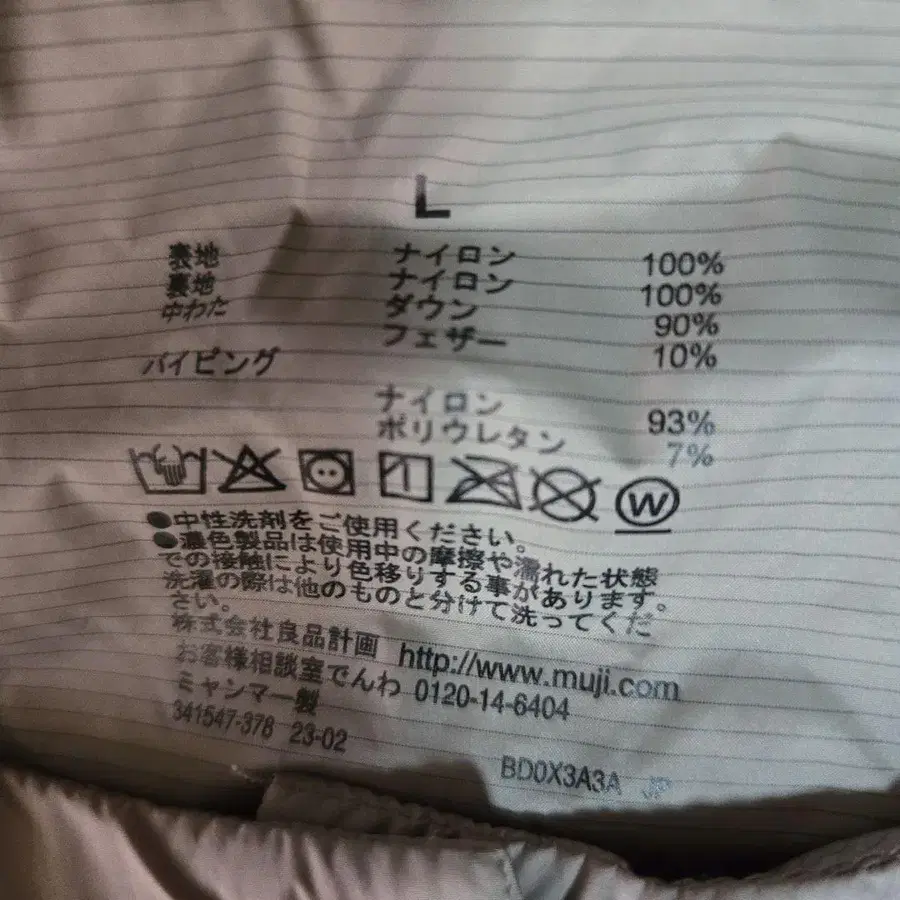 L
表地 ナイロン 100%
裏地 ナイロン 100%
中わた ダウン 90%
フェザー 10%
パイピング
ナイロン 93%
ポリウレタン 7%
W
●中性洗剤をご使用ください。
●濃色製品は使用中の摩擦や濡れた状態
での接触により色移りする事があります。
洗濯の際は他のものと分けて洗ってくだ
さい。
株式会社良品計画 http://www.muji.com
お客様相談室でんわ 0120-14-6404
ミャンマー製
341547-378 23-02
BD0X3A3A JP